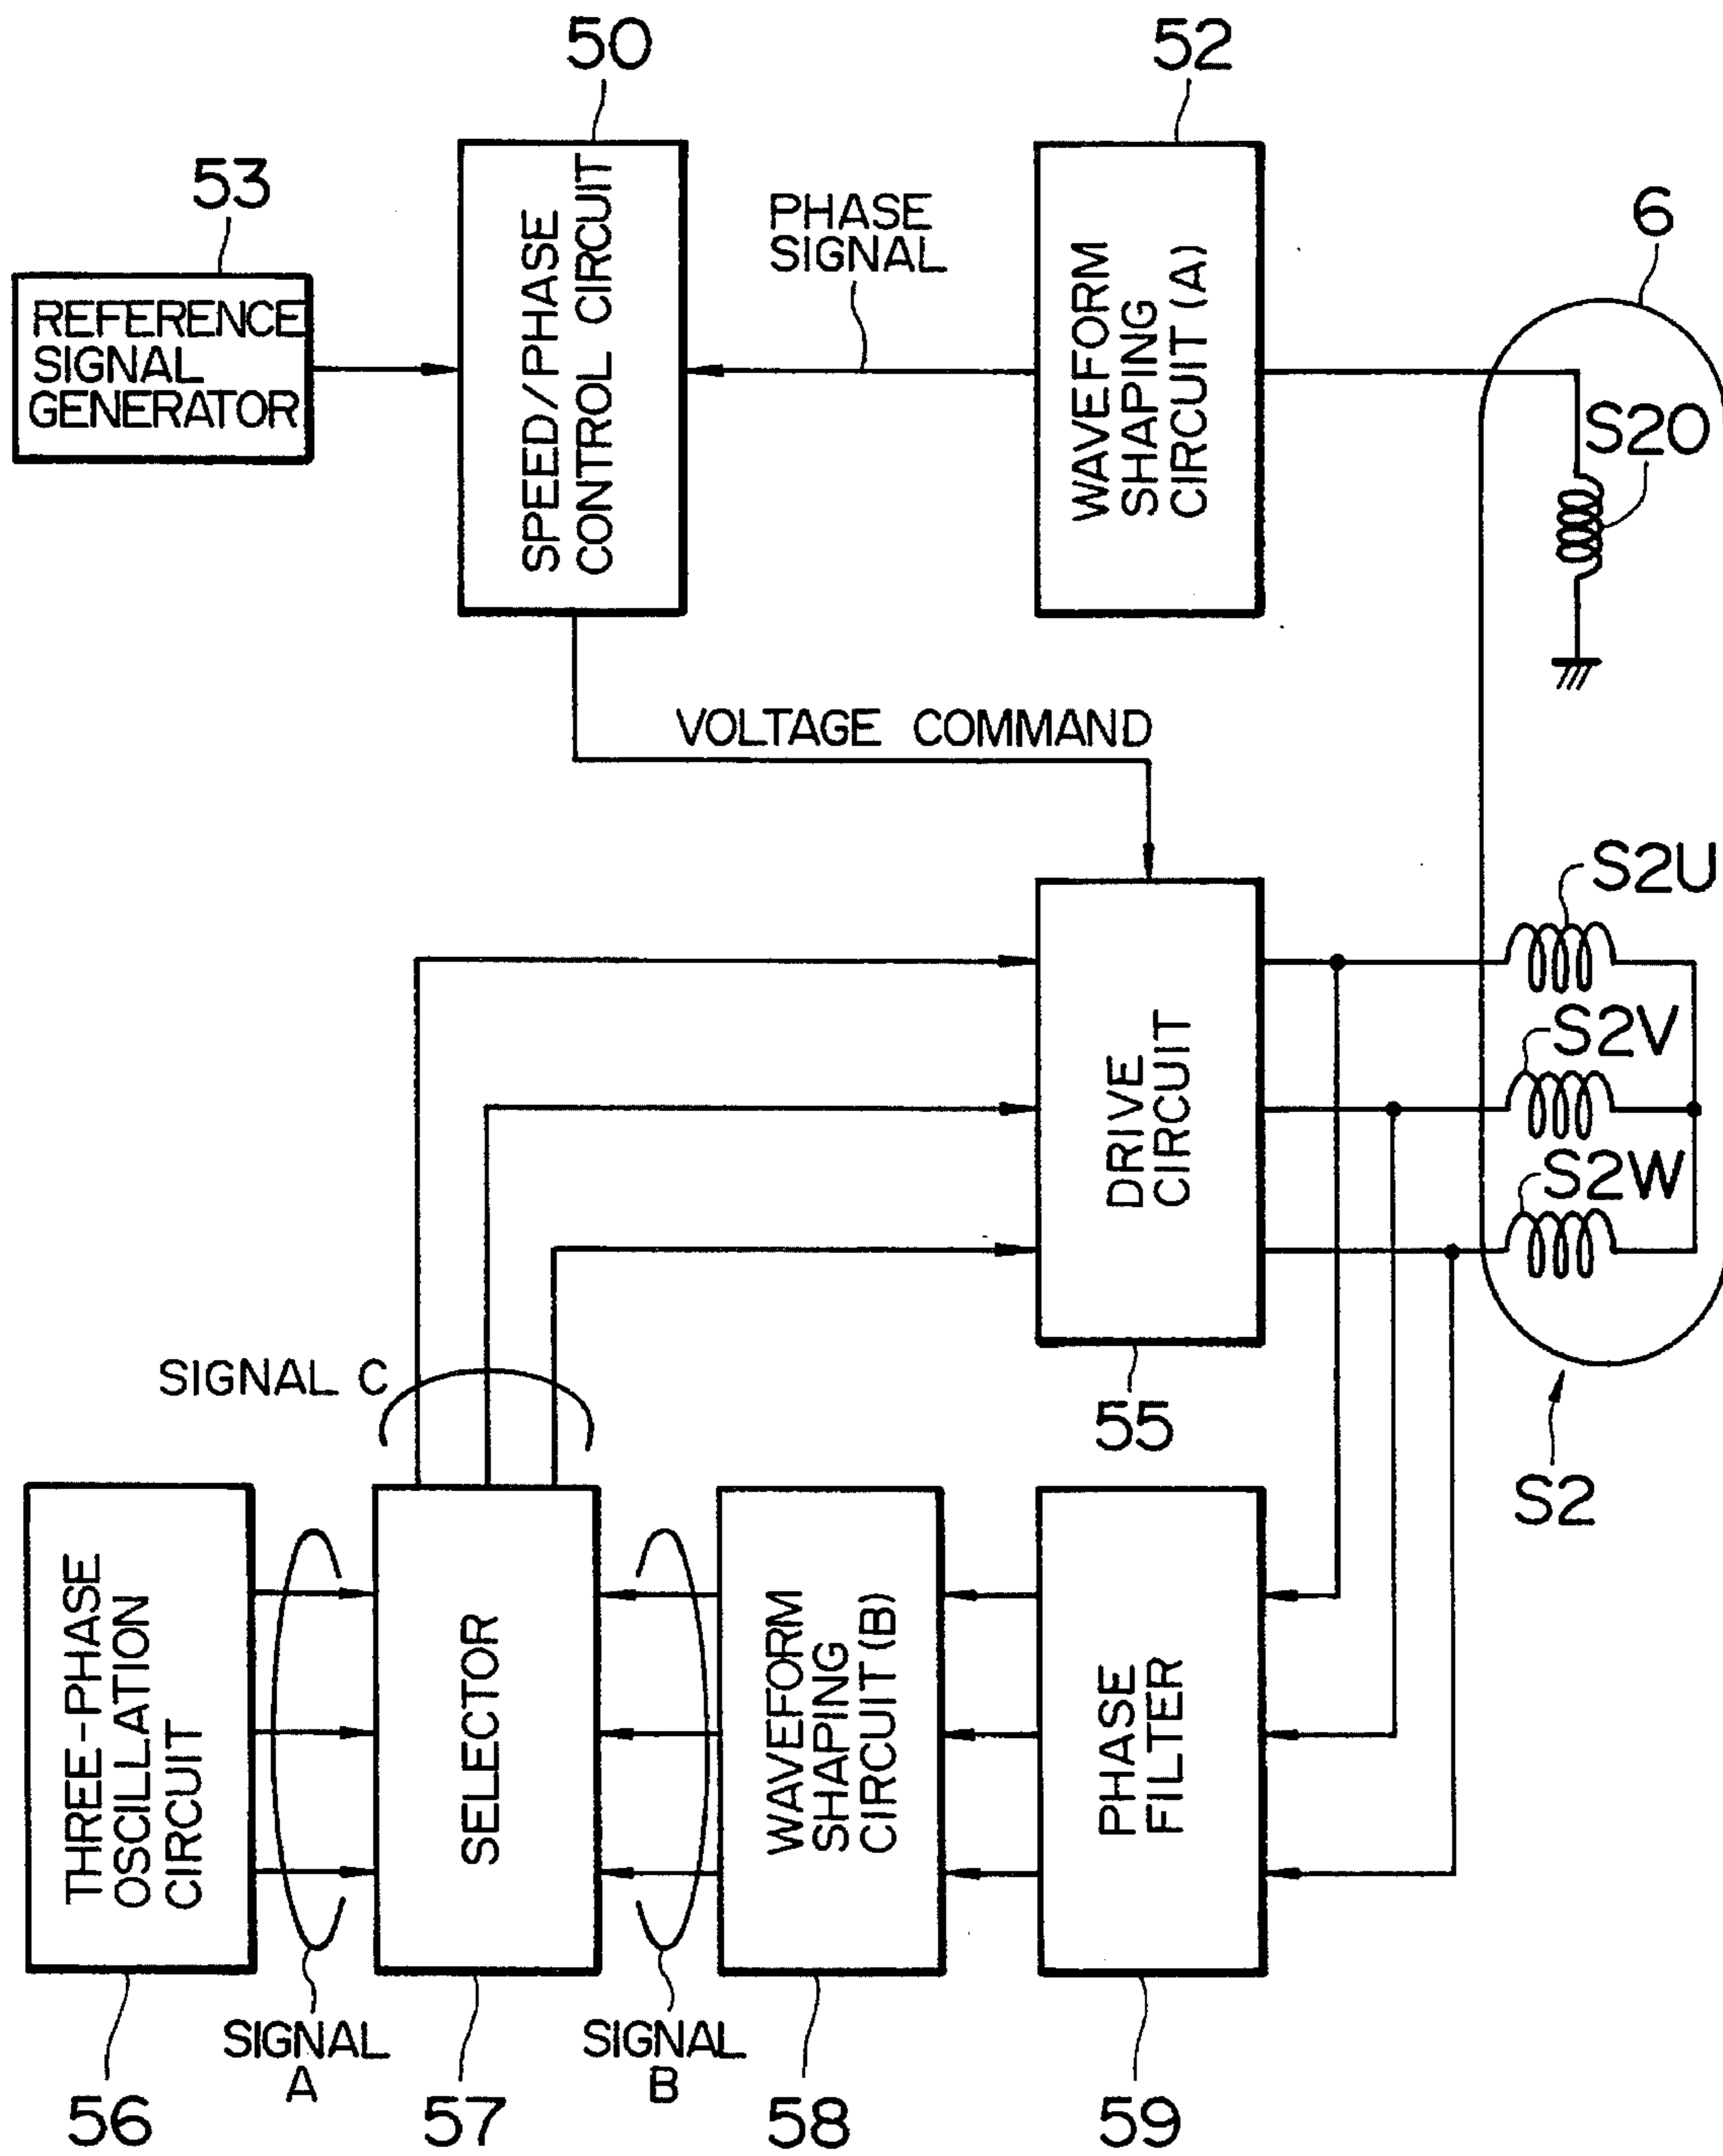 50
52
53
6
REFERENCE
SIGNAL
GENERATOR
SPEED/PHASE
CONTROL CIRCUIT
PHASE
SIGNAL
WAVEFORM
SHAPING
CIRCUIT (A)
S20
VOLTAGE COMMAND
S2U
S2V
S2W
DRIVE
CIRCUIT
SIGNAL C
55
S2
THREE-PHASE
OSCILLATION
CIRCUIT
SELECTOR
WAVEFORM
SHAPING
CIRCUIT (B)
PHASE
FILTER
SIGNAL
A
SIGNAL
B
56
57
58
59